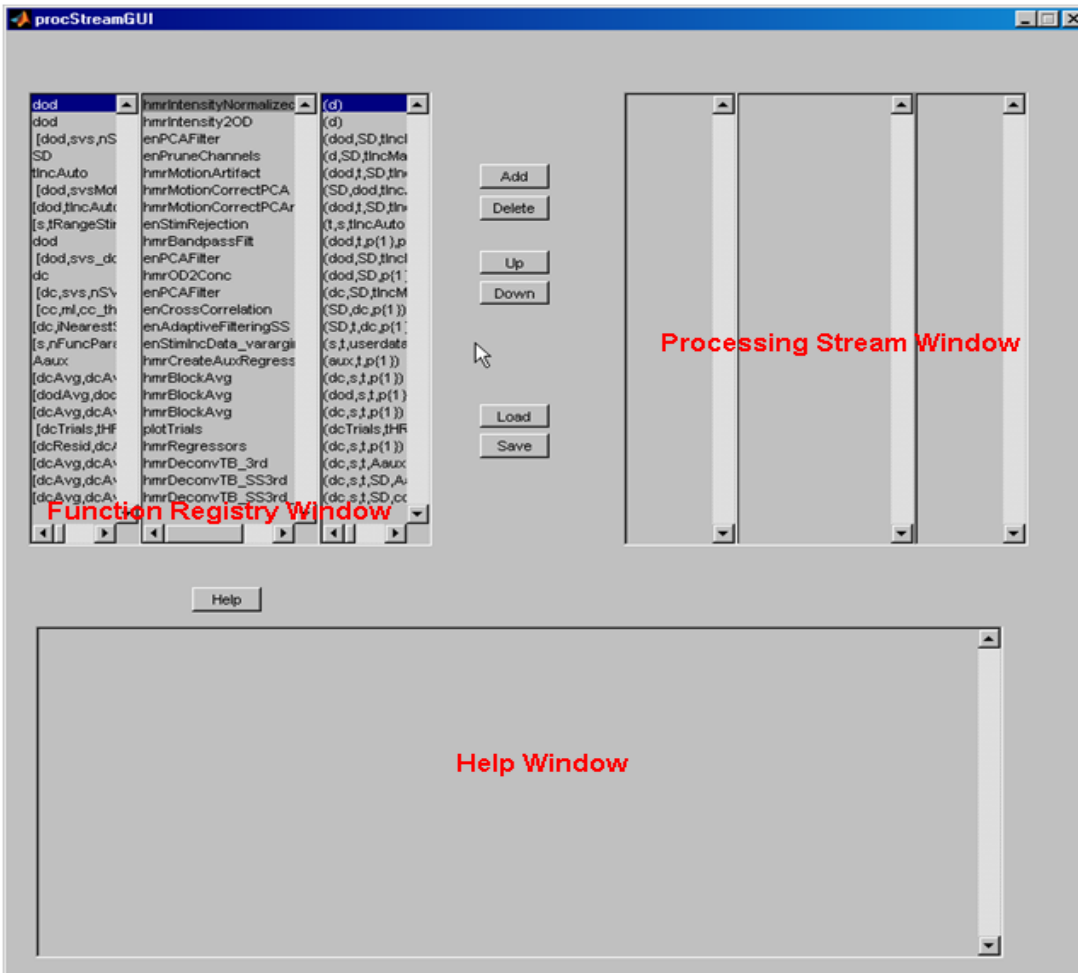 procStreamGUI
dod hmrIntensityNormalized (d)
dod hmrIntensity2OD (d)
[dod,svs,nS enPCAFilter (dod,SD,tIncl
SD enPruneChannels (d,SD,tIncMa
tIncAuto hmrMotionArtifact (dod,t,SD,tIn
[dod,svsMot hmrMotionCorrectPCA (SD,dod,tInc
[dod,tIncAut hmrMotionCorrectPCAr (dod,t,SD,tIn
[s,tRangeStir enStimRejection (t,s,tIncAuto
dod hmrBandpassFilt (dod,t,p{1},p
[dod,svs_dc enPCAFilter (dod,SD,tIncl
dc hmrOD2Conc (dod,SD,p{1
[dc,svs,nSV enPCAFilter (dc,SD,tIncM
[cc,ml,cc_th enCrossCorrelation (SD,dc,p{1})
[dc,iNearestS enAdaptiveFilteringSS (SD,t,dc,p{1
[s,nFuncPara enStimIncData_varargi (s,t,userdata
Aaux hmrCreateAuxRegress (aux,t,p{1})
[dcAvg,dcAv hmrBlockAvg (dc,s,t,p{1})
[dodAvg,dod hmrBlockAvg (dod,s,t,p{1})
[dcAvg,dcAv hmrBlockAvg (dc,s,t,p{1})
[dcTrials,tHF plotTrials (dcTrials,tHF
[dcResid,dcA hmrRegressors (dc,s,t,p{1})
[dcAvg,dcAv hmrDeconvTB_3rd (dc,s,t,Aaux
[dcAvg,dcAv hmrDeconvTB_SS3rd (dc,s,t,SD,A
[dcAvg,dcAv hmrDeconvTB_SS3rd (dc,s,t,SD,cc
Function Registry Window
Add
Delete
Up
Down
Load
Save
Processing Stream Window
Help
Help Window